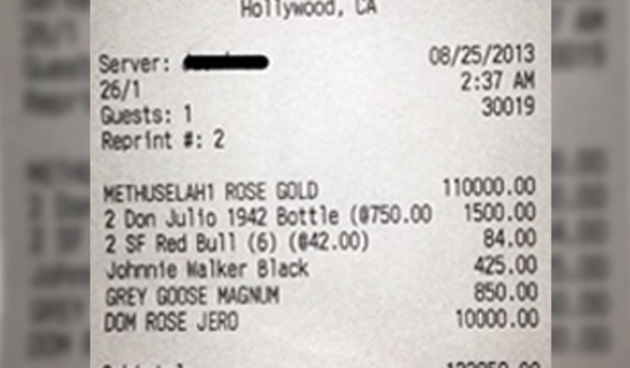 Hollywood, CA
Server:
08/25/2013
26/1
2:37 AM
Guests: 1
30019
Reprint #: 2
METHUSELAH1 ROSE GOLD 110000.00
2 Don Julio 1942 Bottle (@750.00 1500.00
2 SF Red Bull (6) (@42.00) 84.00
Johnnie Walker Black 425.00
GREY GOOSE MAGNUM 850.00
DOM ROSE JERO 10000.00